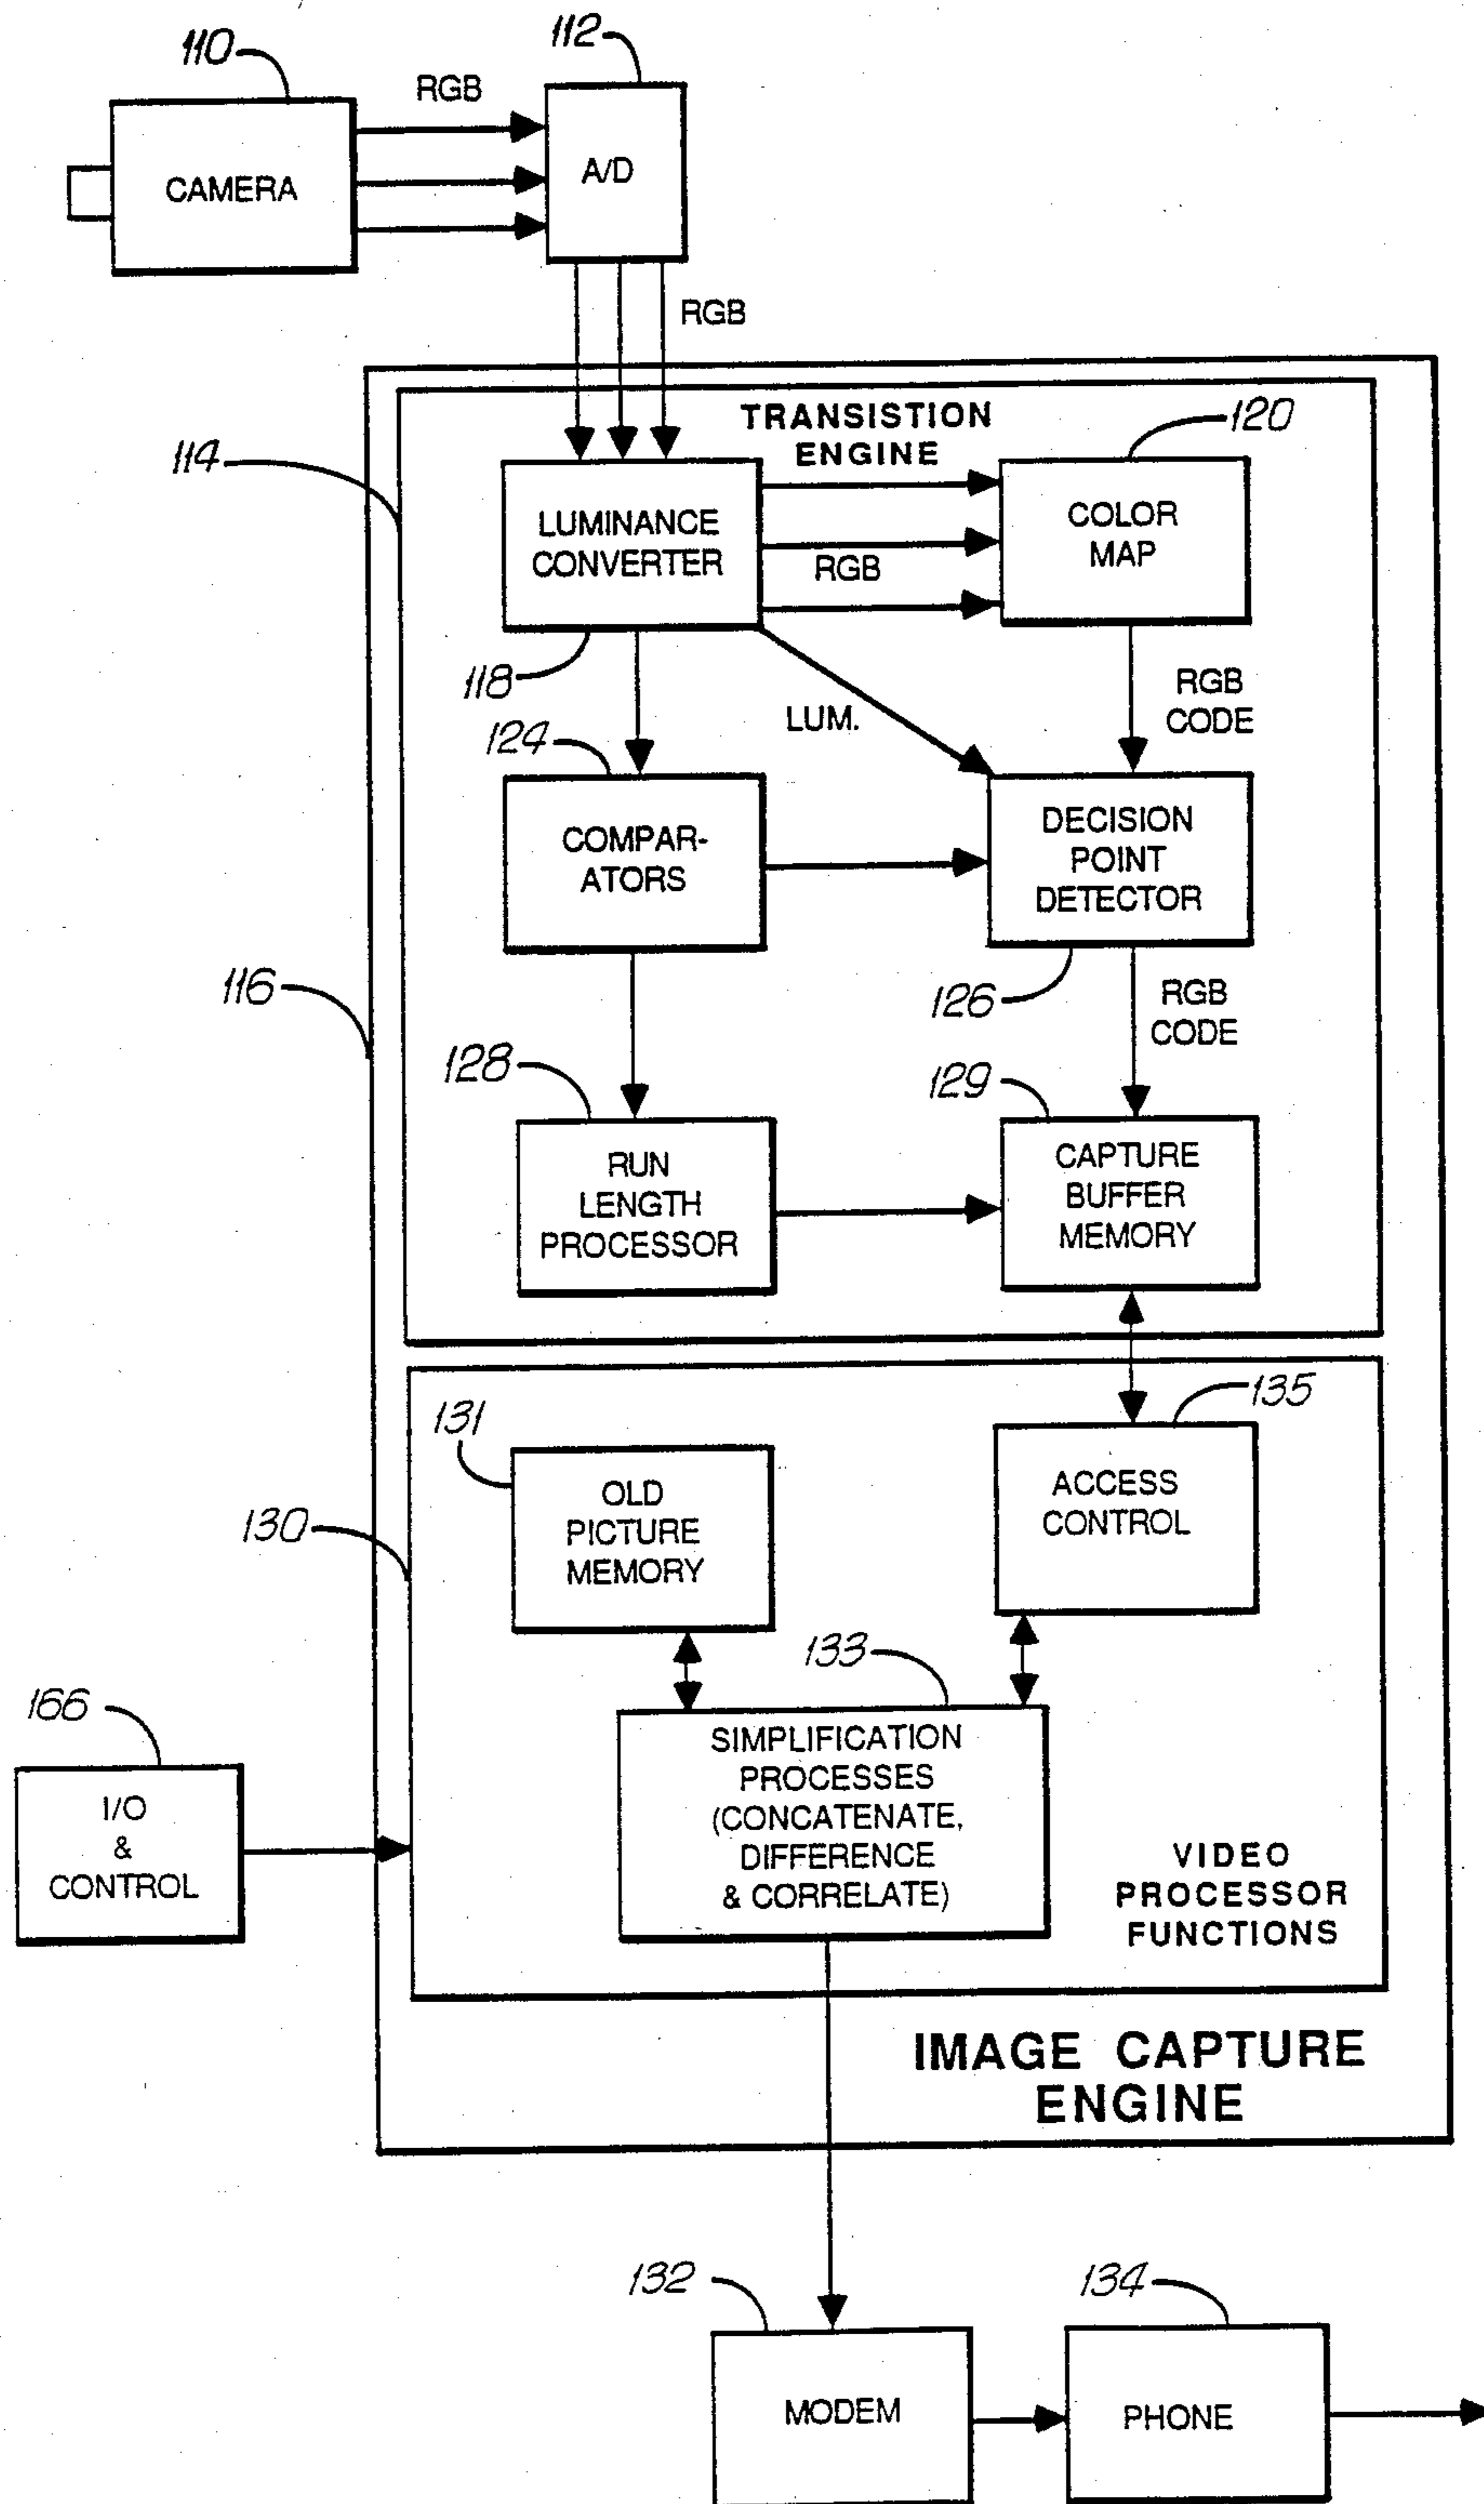 110
112
RGB
CAMERA
A/D
RGB
114
TRANSISTION
ENGINE
120
LUMINANCE
CONVERTER
RGB
COLOR
MAP
118
LUM.
RGB
CODE
124
COMPAR-
ATORS
DECISION
POINT
DETECTOR
116
126
RGB
CODE
128
129
RUN
LENGTH
PROCESSOR
CAPTURE
BUFFER
MEMORY
131
135
OLD
PICTURE
MEMORY
ACCESS
CONTROL
130
133
166
I/O
&
CONTROL
SIMPLIFICATION
PROCESSES
(CONCATENATE,
DIFFERENCE
& CORRELATE)
VIDEO
PROCESSOR
FUNCTIONS
IMAGE CAPTURE
ENGINE
132
134
MODEM
PHONE